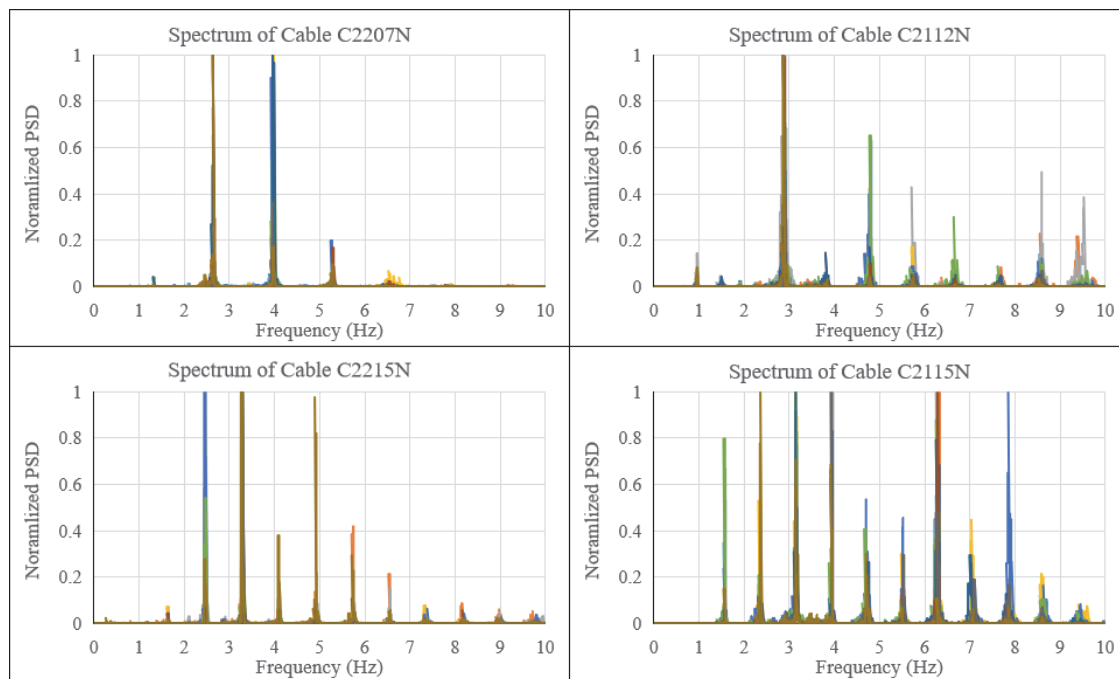 Spectrum of Cable C2207N
1
0.8
0.6
0.4
0.2
0
Noramlized PSD
0 1 2 3 4 5 6 7 8 9 10
Frequency (Hz)
Spectrum of Cable C2112N
1
0.8
0.6
0.4
0.2
0
Noramlized PSD
0 1 2 3 4 5 6 7 8 9 10
Frequency (Hz)
Spectrum of Cable C2215N
1
0.8
0.6
0.4
0.2
0
Noramlized PSD
0 1 2 3 4 5 6 7 8 9 10
Frequency (Hz)
Spectrum of Cable C2115N
1
0.8
0.6
0.4
0.2
0
Noramlized PSD
0 1 2 3 4 5 6 7 8 9 10
Frequency (Hz)